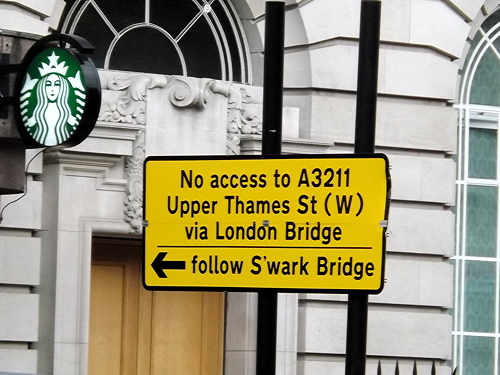 No access to A3211
Upper Thames St (W)
via London Bridge
follow S'wark Bridge